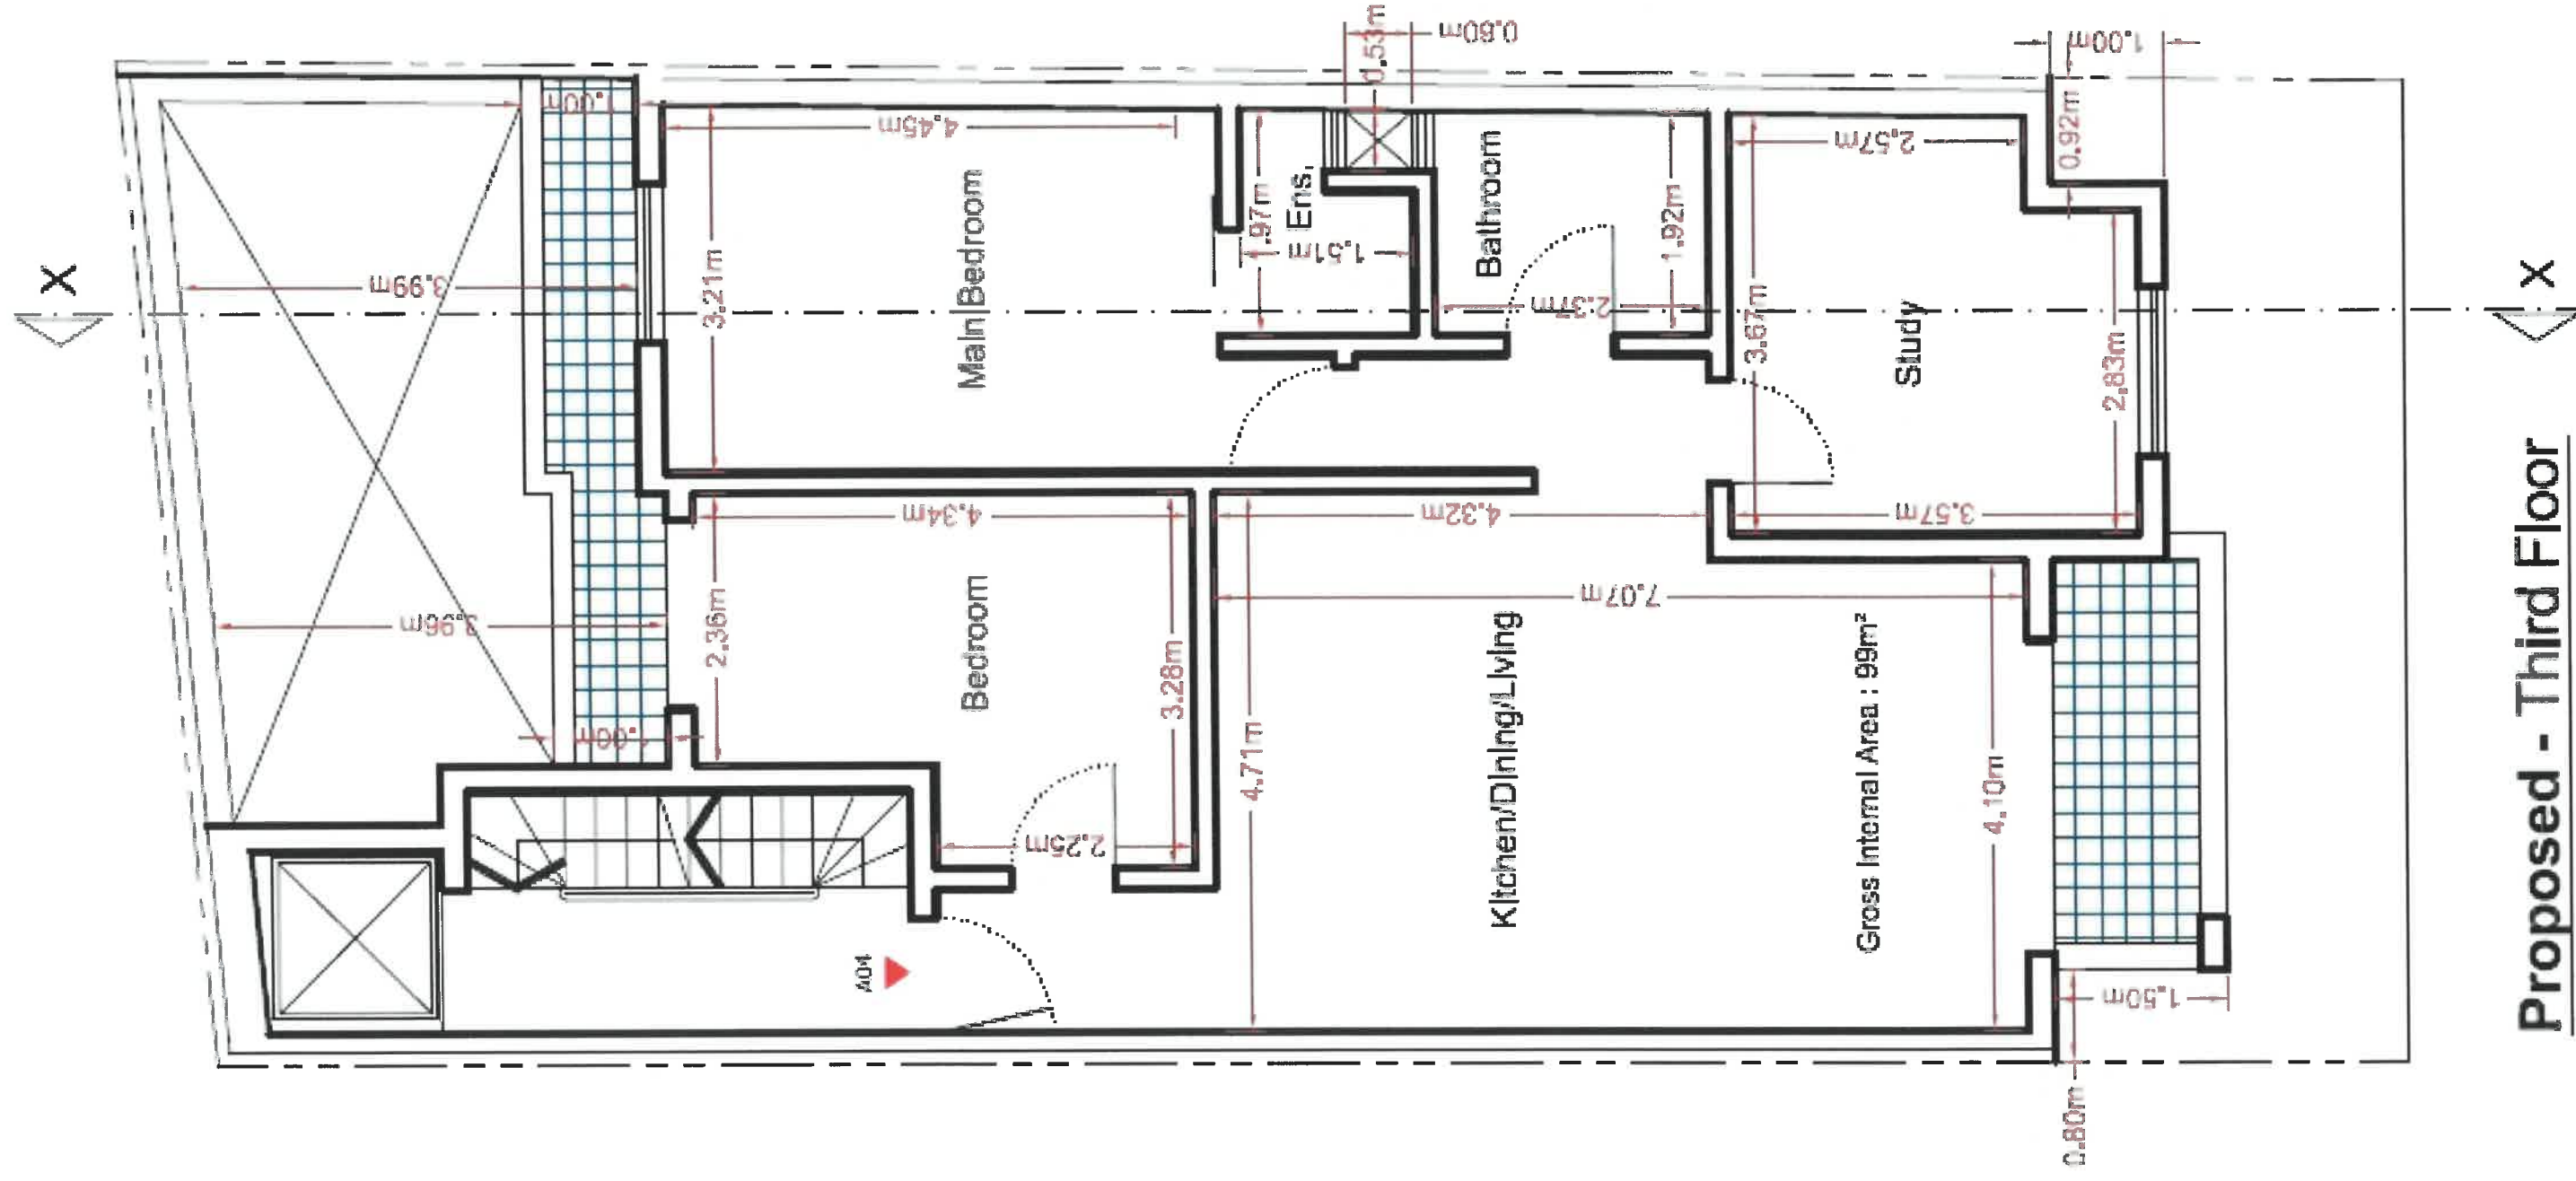 X
3.99m
3.96m
1.00m
1.00m
4.45m
3.21m
Main Bedroom
4.34m
2.36m
Bedroom
3.28m
2.25m
A04
1.97m
Ens.
1.51m
0.53m
0.60m
Bathroom
1.92m
2.37m
4.32m
4.71m
7.07m
Kitchen/Dining/Living
Gross Internal Area : 99m²
4.10m
2.57m
3.67m
Study
3.57m
2.83m
0.92m
1.00m
1.50m
0.80m
X
Proposed - Third Floor